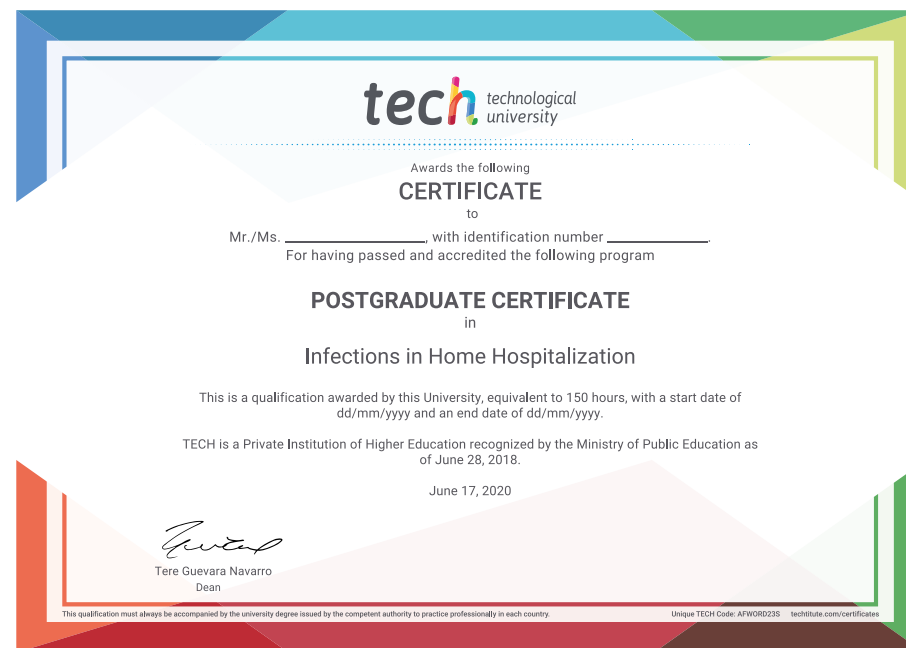 tech technological
university
Awards the following
CERTIFICATE
to
Mr./Ms. ____________________, with identification number ______________.
For having passed and accredited the following program
POSTGRADUATE CERTIFICATE
in
Infections in Home Hospitalization
This is a qualification awarded by this University, equivalent to 150 hours, with a start date of
dd/mm/yyyy and an end date of dd/mm/yyyy.
TECH is a Private Institution of Higher Education recognized by the Ministry of Public Education as
of June 28, 2018.
June 17, 2020
Tere Guevara Navarro
Dean
This qualification must always be accompanied by the university degree issued by the competent authority to practice professionally in each country. Unique TECH Code: AFWORD23S techtitute.com/certificates